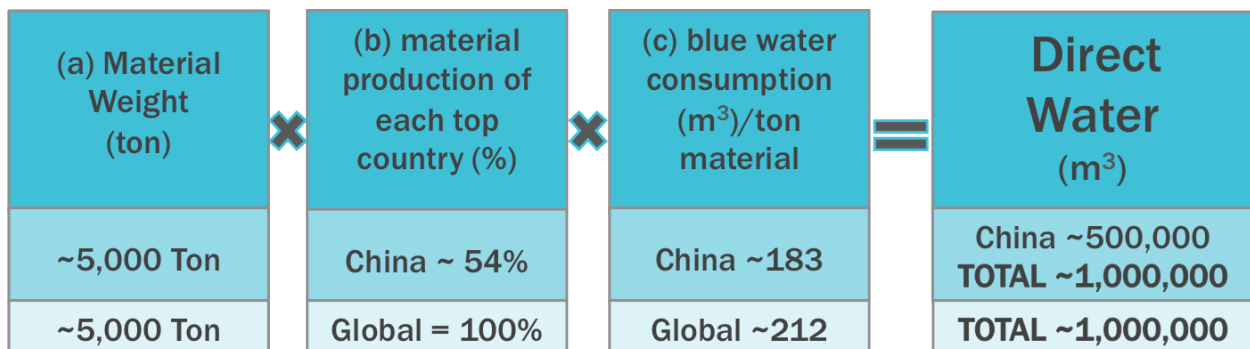 (a) Material
Weight
(ton)
(b) material
production of
each top
country (%)
(c) blue water
consumption
(m³)/ton
material
Direct
Water
(m³)
~5,000 Ton
China ~ 54%
China ~183
China ~500,000
TOTAL ~1,000,000
~5,000 Ton
Global = 100%
Global ~212
TOTAL ~1,000,000